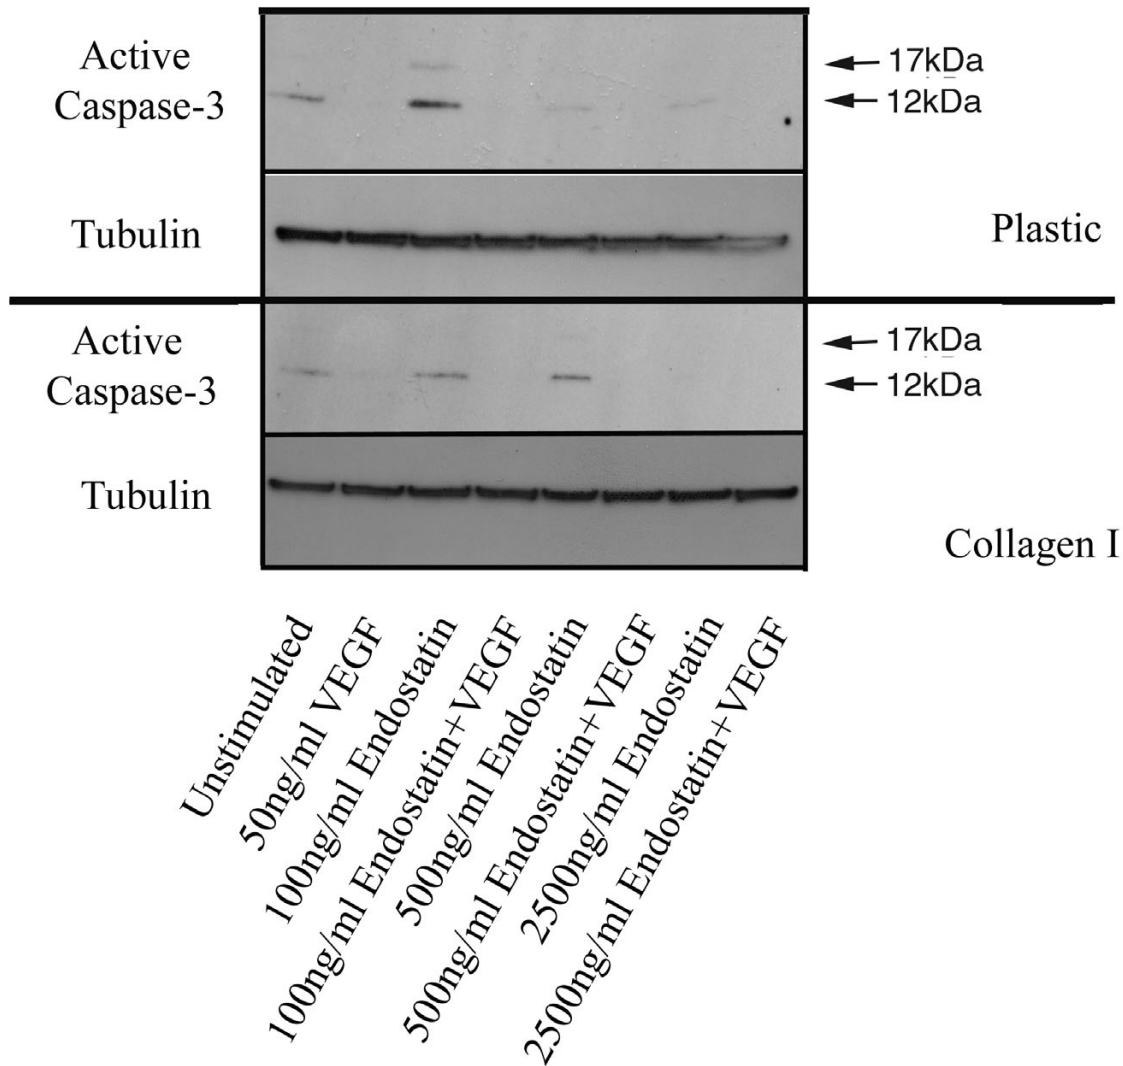 Active
Caspase-3
17kDa
12kDa
Tubulin
Plastic
Active
Caspase-3
17kDa
12kDa
Tubulin
Collagen I
Unstimulated
50ng/ml VEGF
100ng/ml Endostatin
100ng/ml Endostatin+VEGF
500ng/ml Endostatin
500ng/ml Endostatin+VEGF
2500ng/ml Endostatin
2500ng/ml Endostatin+VEGF